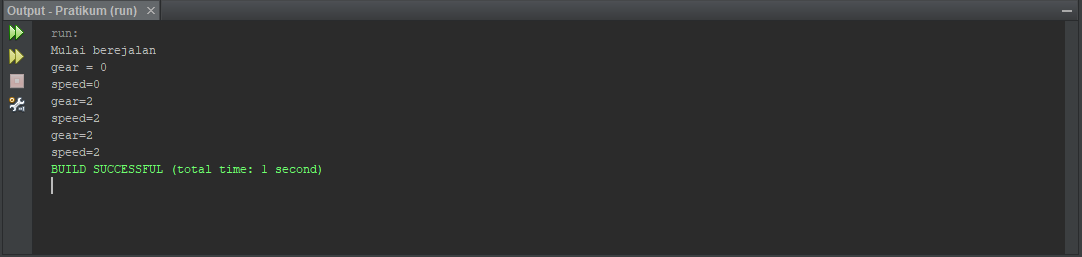 Output - Pratikum (run)
run:
Mulai berejalan
gear = 0
speed=0
gear=2
speed=2
gear=2
speed=2
BUILD SUCCESSFUL (total time: 1 second)